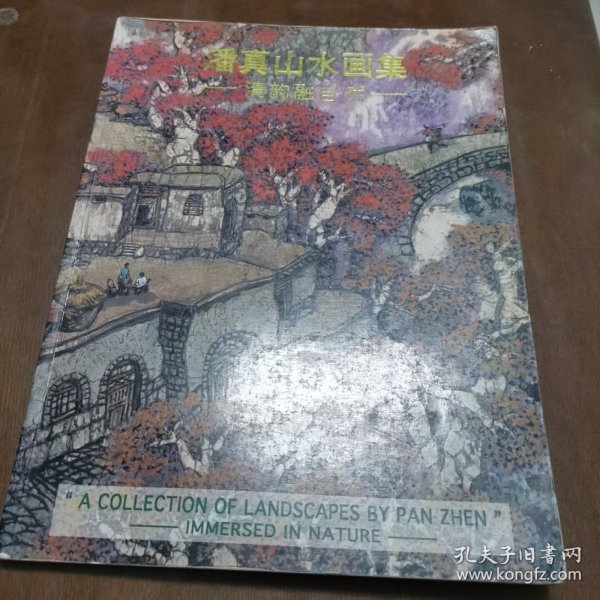 潘真山水画集
清韵融自然
"A COLLECTION OF LANDSCAPES BY PAN ZHEN"
IMMERSED IN NATURE
孔夫子旧书网
www.kongfz.com